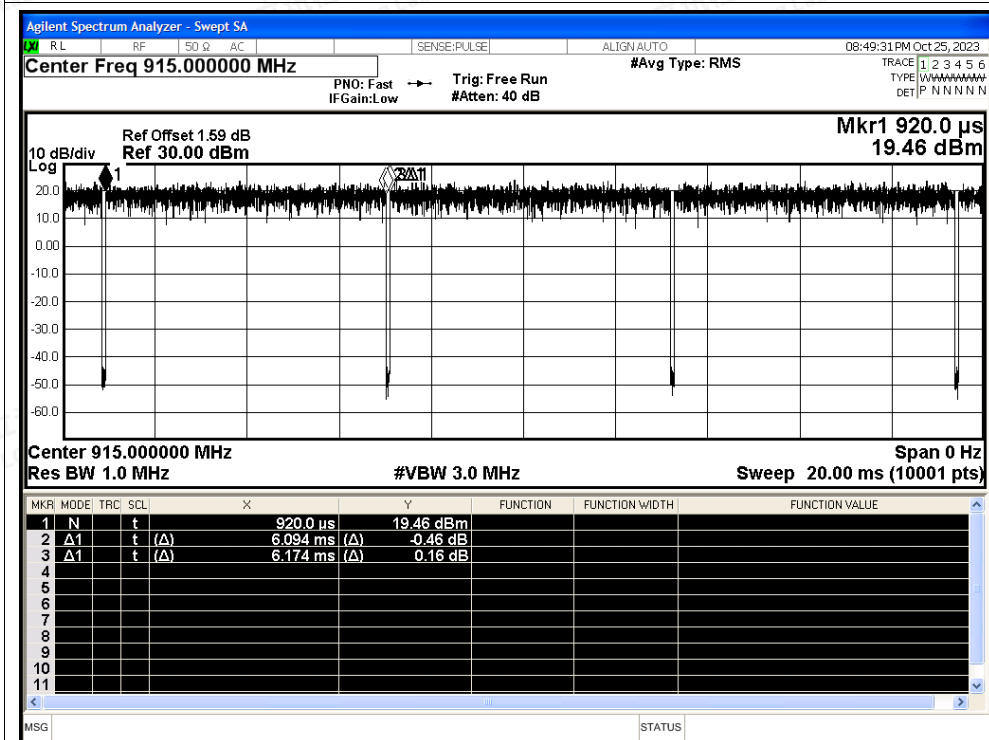 Agilent Spectrum Analyzer - Swept SA
LXI RL RF 50 Ω AC SENSE:PULSE ALIGN AUTO 08:49:31 PM Oct 25, 2023
Center Freq 915.000000 MHz #Avg Type: RMS TRACE 1 2 3 4 5 6
PNO: Fast Trig: Free Run TYPE W
IFGain:Low #Atten: 40 dB DET P N N N N N
Mkr1 920.0 µs
19.46 dBm
Ref Offset 1.59 dB
10 dB/div Ref 30.00 dBm
Log
1
20.0
10.0
0.00
-10.0
-20.0
-30.0
-40.0
-50.0
-60.0
Center 915.000000 MHz Span 0 Hz
Res BW 1.0 MHz #VBW 3.0 MHz Sweep 20.00 ms (10001 pts)
MKR MODE TRC SCL X Y FUNCTION FUNCTION WIDTH FUNCTION VALUE
1 N t 920.0 µs 19.46 dBm
2 Δ1 t (Δ) 6.094 ms (Δ) -0.46 dB
3 Δ1 t (Δ) 6.174 ms (Δ) 0.16 dB
4
5
6
7
8
9
10
11
MSG STATUS